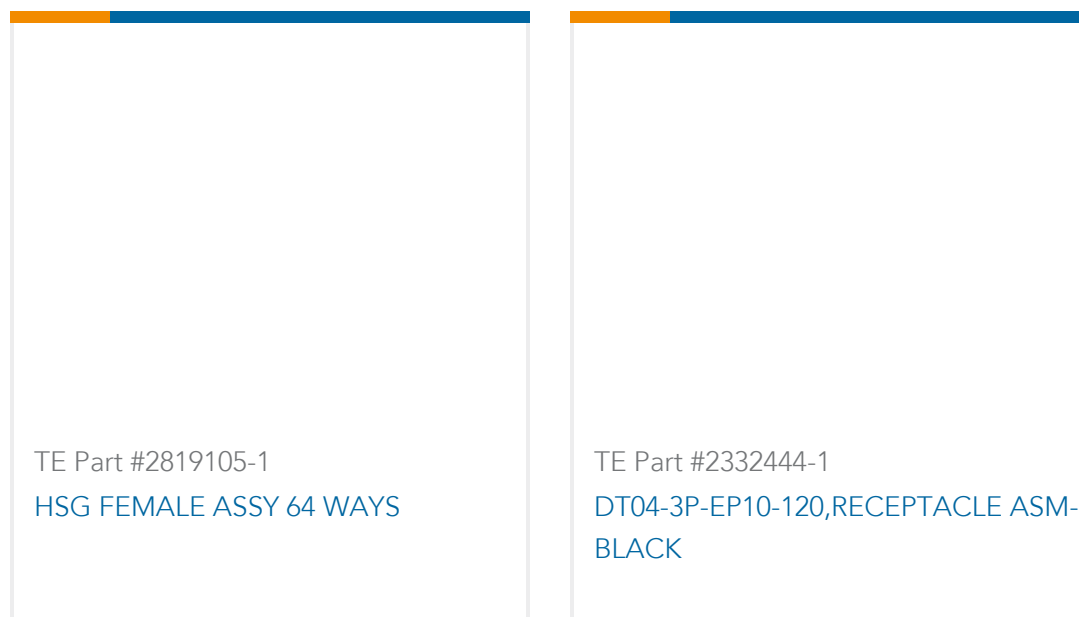 TE Part #2819105-1
HSG FEMALE ASSY 64 WAYS
TE Part #2332444-1
DT04-3P-EP10-120,RECEPTACLE ASM-
BLACK